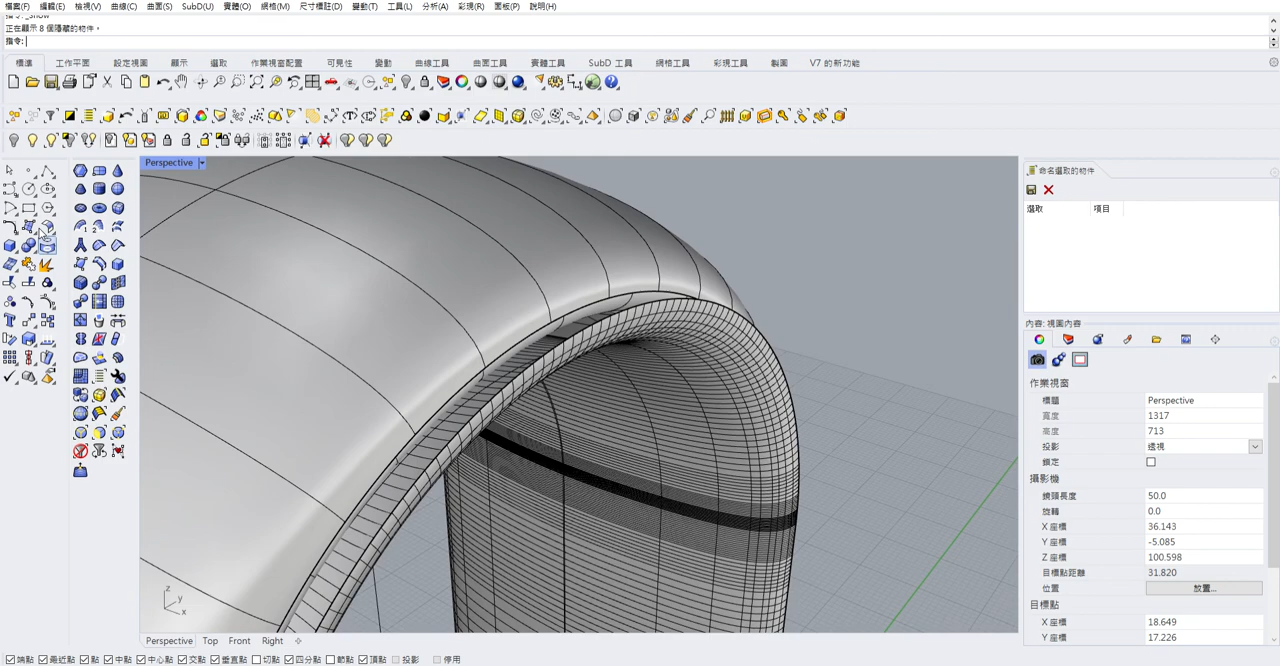 檔案(F) 編輯(E) 檢視(V) 曲線(C) 曲面(S) SubD(U) 實體(O) 網格(M) 尺寸標註(D) 變動(T) 工具(L) 分析(A) 彩現(R) 面板(P) 說明(H)
指令: _Show
正在顯示 8 個隱藏的物件。
指令:
標準 工作平面 設定視圖 顯示 選取 作業視窗配置 可見性 變動 曲線工具 曲面工具 實體工具 SubD 工具 網格工具 彩現工具 製圖 V7 的新功能
Perspective
命名選取的物件
選取 項目
內容: 視圖內容
作業視窗
標題 Perspective
寬度 1317
高度 713
投影 透視
鎖定
攝影機
鏡頭長度 50.0
旋轉 0.0
X 座標 36.143
Y 座標 -5.085
Z 座標 100.598
目標點距離 31.820
位置 放置...
目標點
X 座標 18.649
Y 座標 17.226
z
y
x
Perspective Top Front Right
端點 最近點 點 中點 中心點 交點 垂直點 切點 四分點 節點 頂點 投影 停用